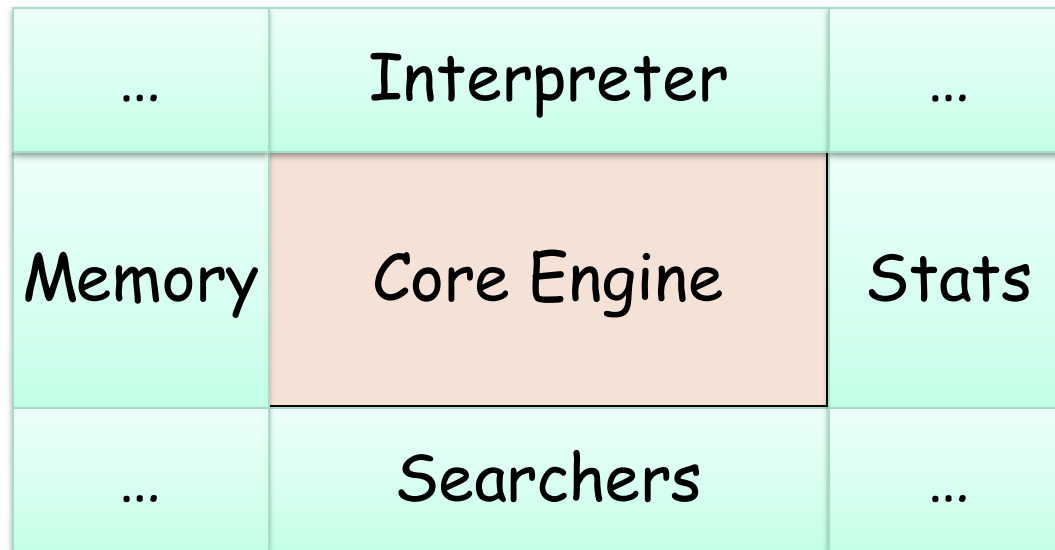 ... Interpreter ...
Memory Core Engine Stats
... Searchers ...